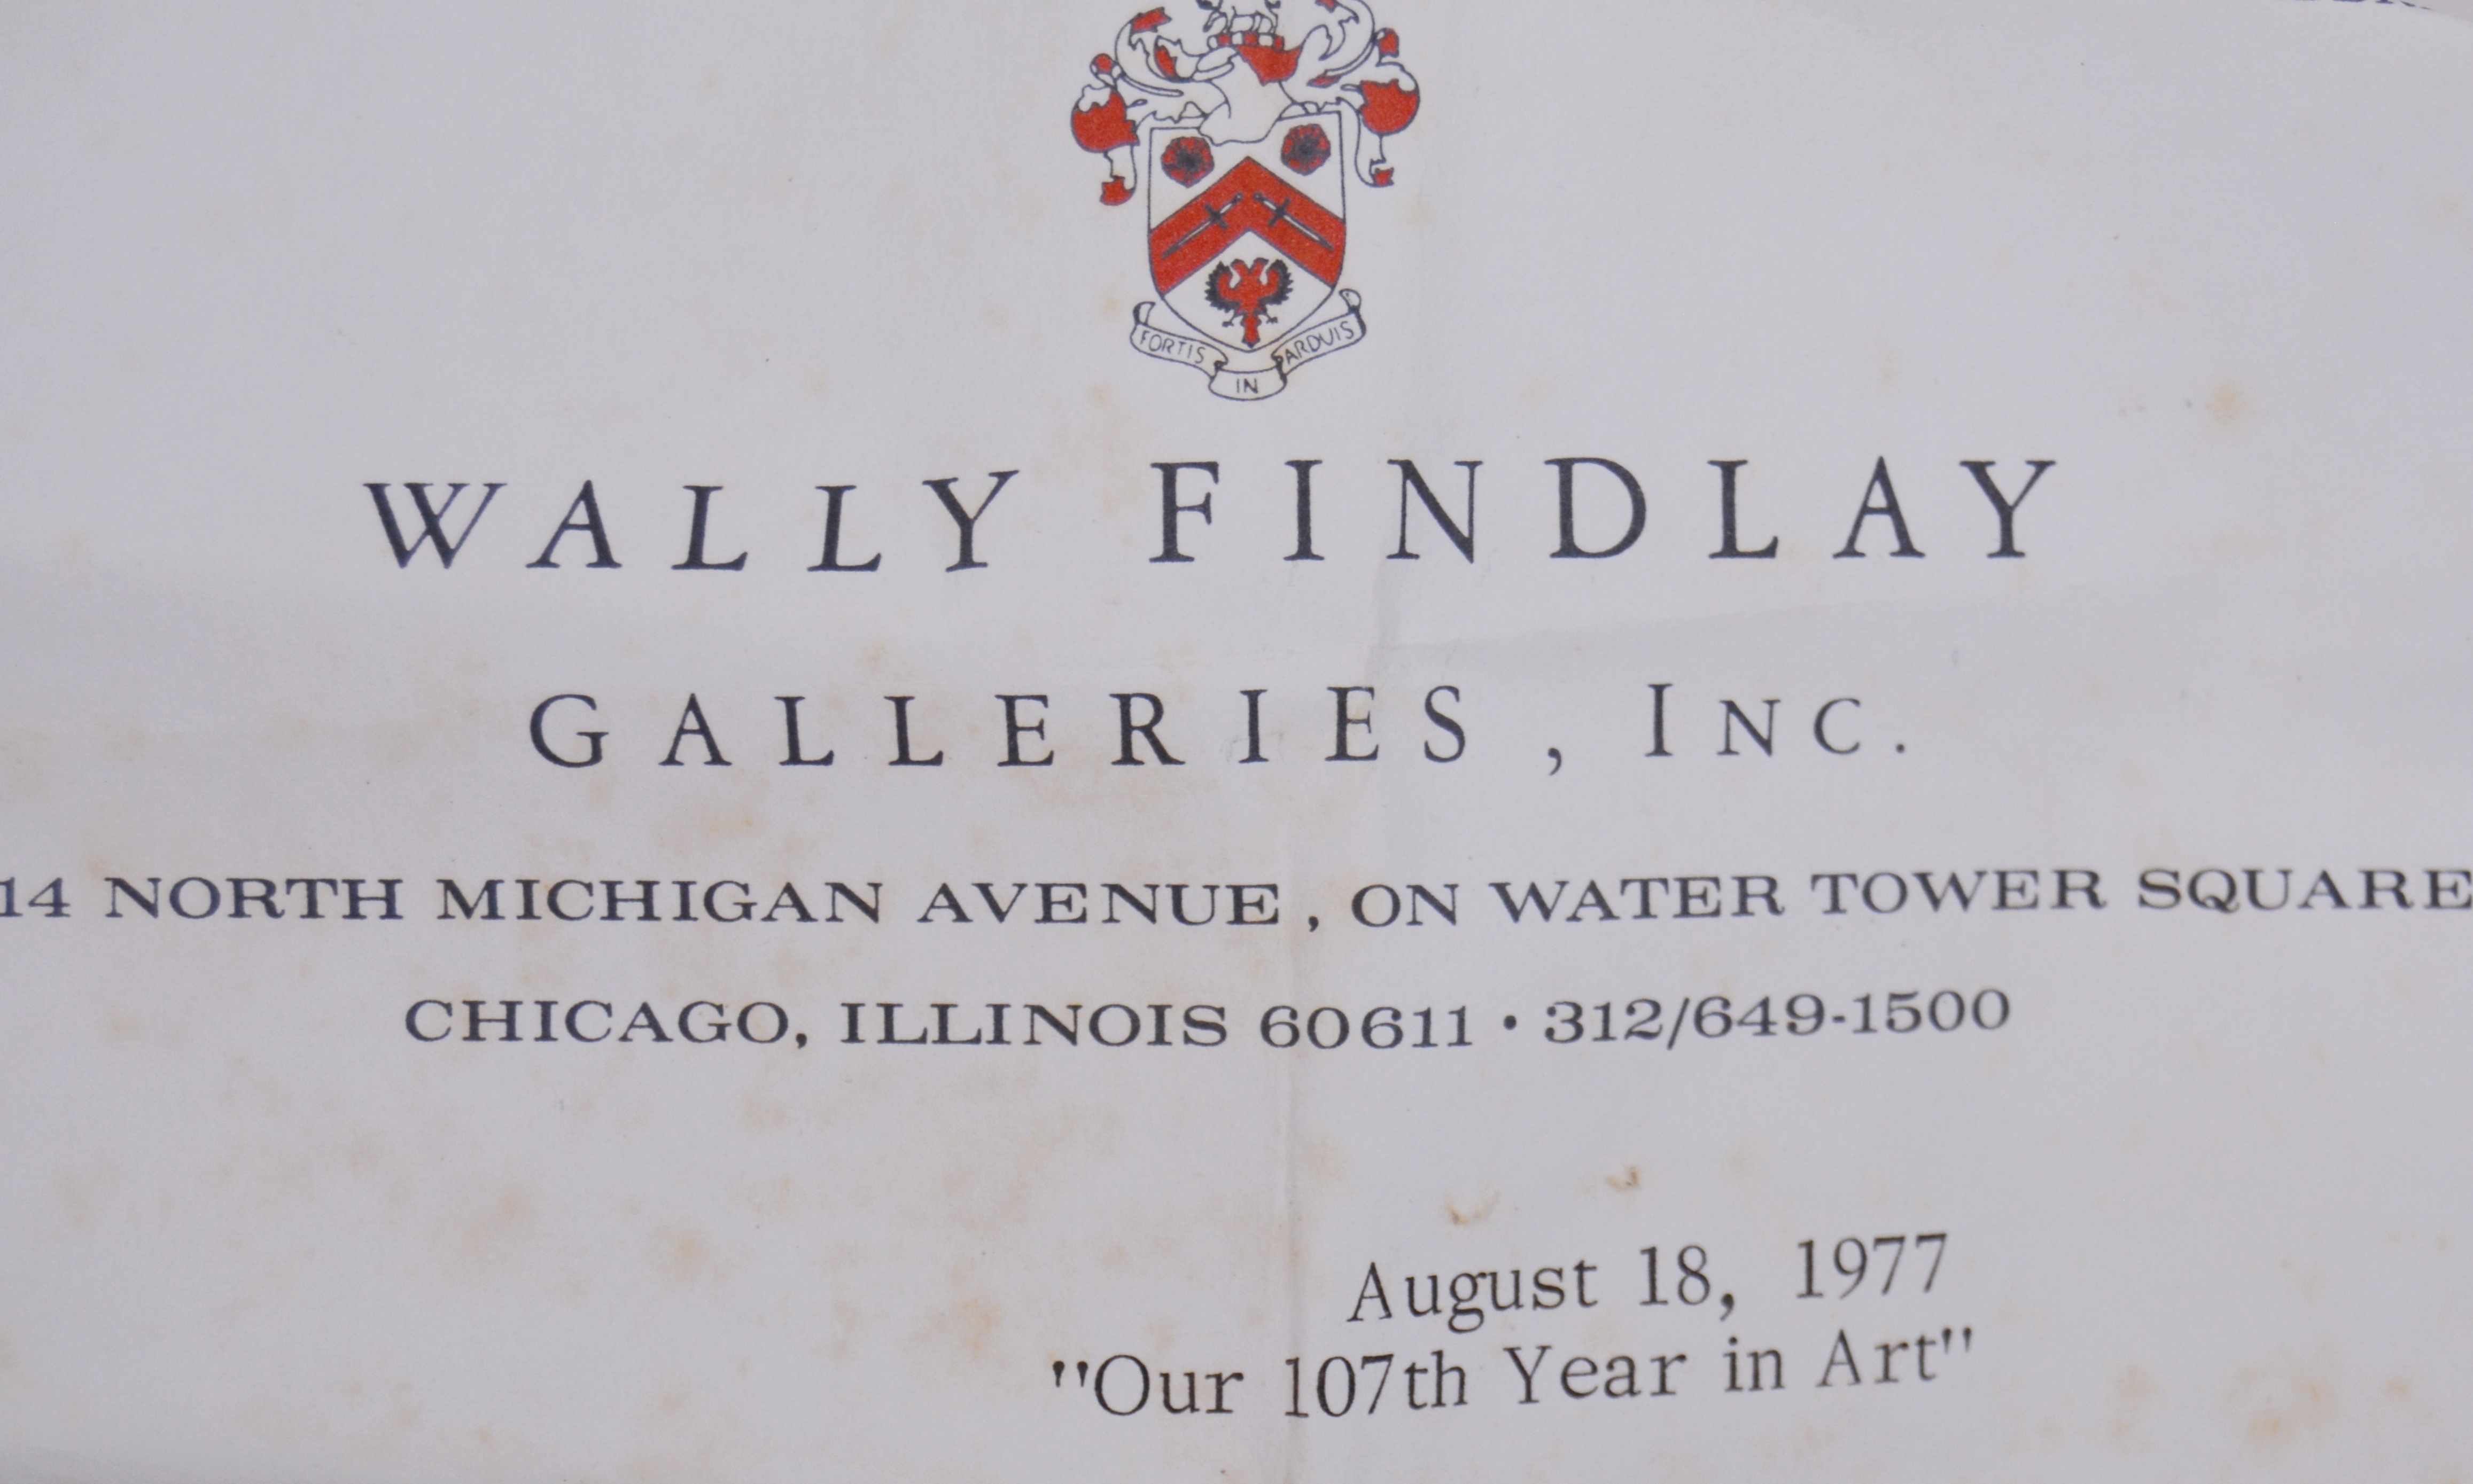 FORTIS IN ARDUIS
WALLY FINDLAY
GALLERIES, INC.
14 NORTH MICHIGAN AVENUE, ON WATER TOWER SQUARE
CHICAGO, ILLINOIS 60611 • 312/649-1500
August 18, 1977
"Our 107th Year in Art"